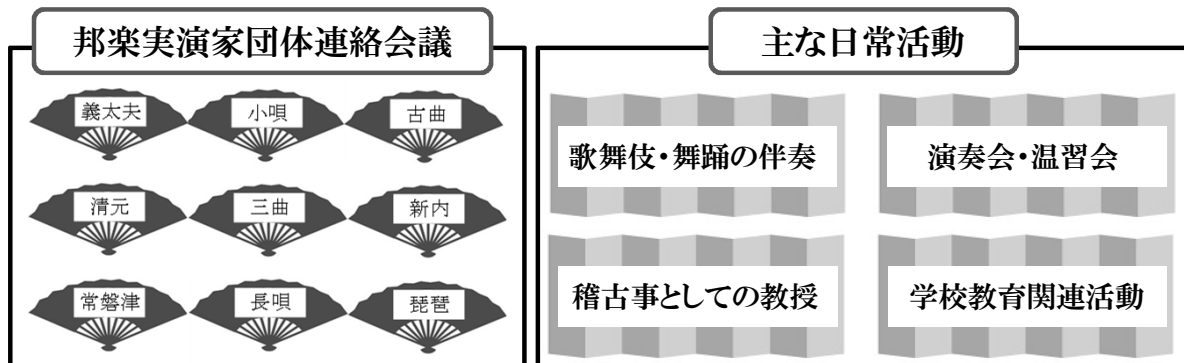 邦楽実演家団体連絡会議
義太夫
小唄
古曲
清元
三曲
新内
常磐津
長唄
琵琶
主な日常活動
歌舞伎・舞踊の伴奏
演奏会・温習会
稽古事としての教授
学校教育関連活動